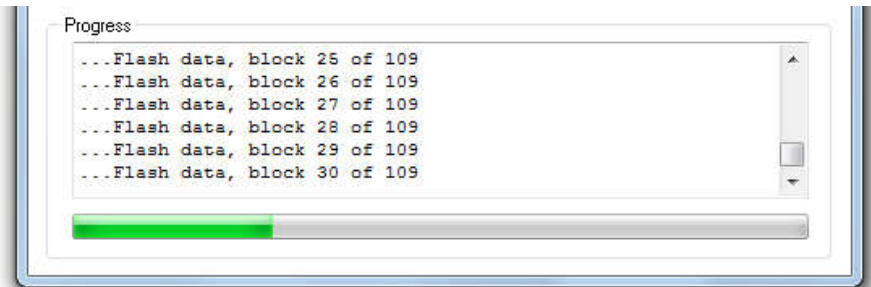 Progress
...Flash data, block 25 of 109
...Flash data, block 26 of 109
...Flash data, block 27 of 109
...Flash data, block 28 of 109
...Flash data, block 29 of 109
...Flash data, block 30 of 109